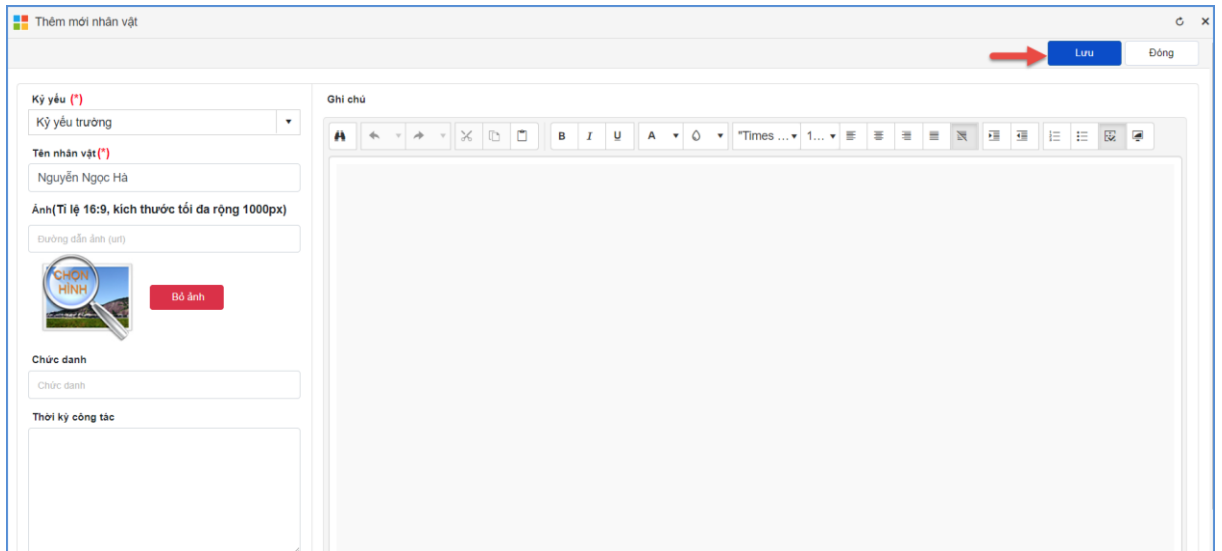 Thêm mới nhân vật
Lưu
Đóng
Kỷ yếu (*)
Kỷ yếu trường
Tên nhân vật(*)
Nguyễn Ngọc Hà
Ảnh(Tỉ lệ 16:9, kích thước tối đa rộng 1000px)
Đường dẫn ảnh (url)
CHỌN
HÌNH
Bỏ ảnh
Chức danh
Chức danh
Thời kỳ công tác
Ghi chú
B I U A "Times ... 1...